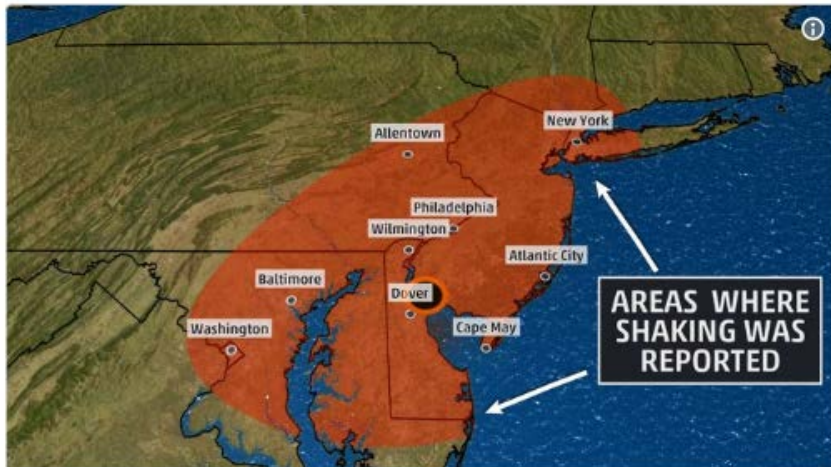 New York
Allentown
Philadelphia
Wilmington
Atlantic City
Baltimore
Dover
Cape May
Washington
AREAS WHERE
SHAKING WAS
REPORTED